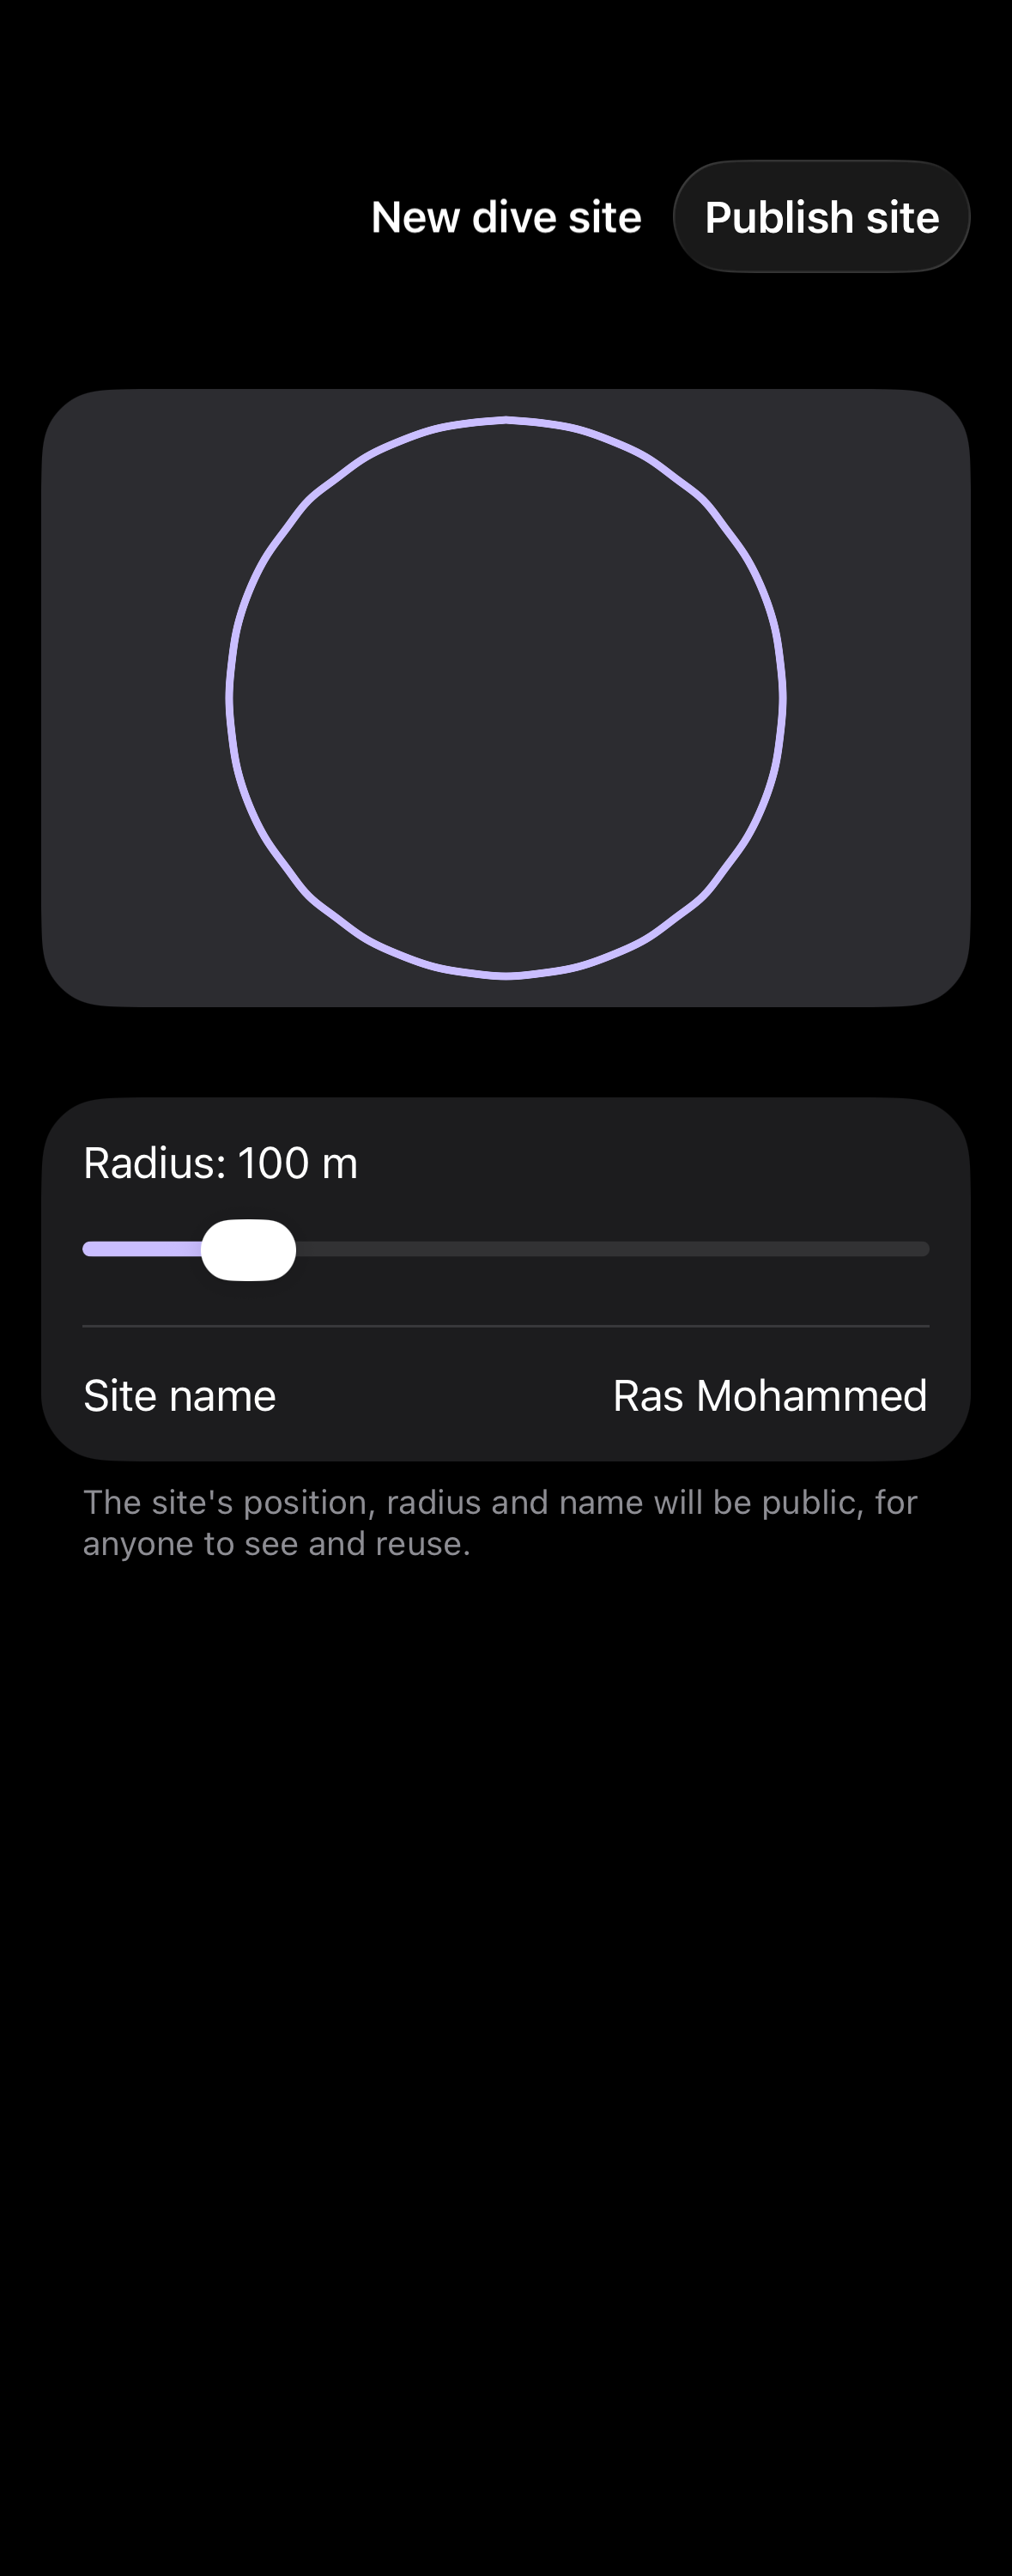 New dive site
Publish site
Radius: 100 m
Site name
Ras Mohammed
The site's position, radius and name will be public, for
anyone to see and reuse.